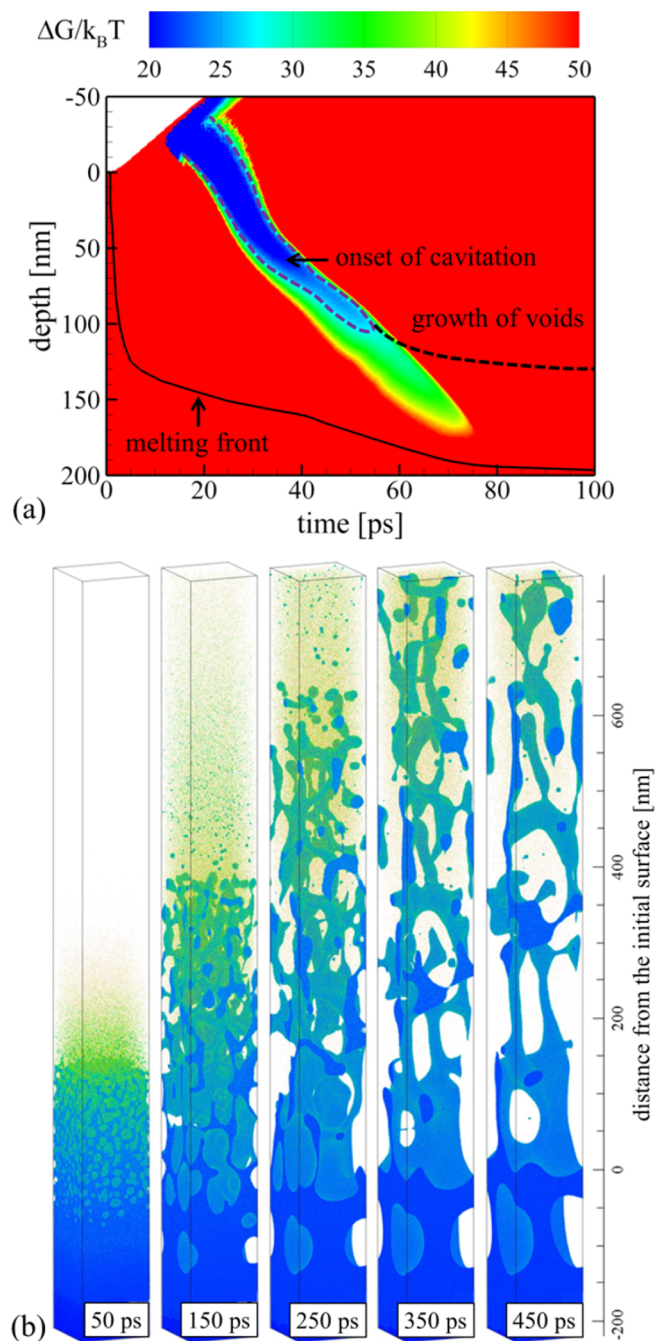 ΔG/k_BT
20 25 30 35 40 45 50
-50
0
50
100
150
200
depth [nm]
onset of cavitation
growth of voids
melting front
0 20 40 60 80 100
(a)
time [ps]
600
400
200
0
-200
distance from the initial surface [nm]
(b)
50 ps 150 ps 250 ps 350 ps 450 ps